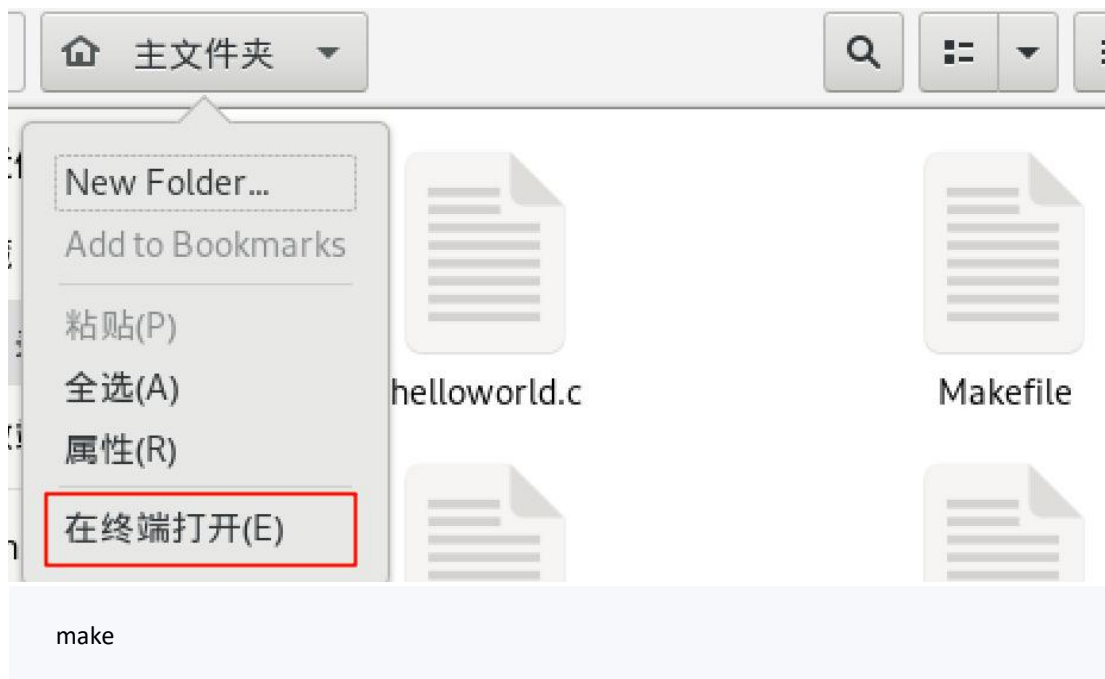 主文件夹
New Folder...
Add to Bookmarks
粘贴(P)
全选(A)
属性(R)
在终端打开(E)
helloworld.c
Makefile
make